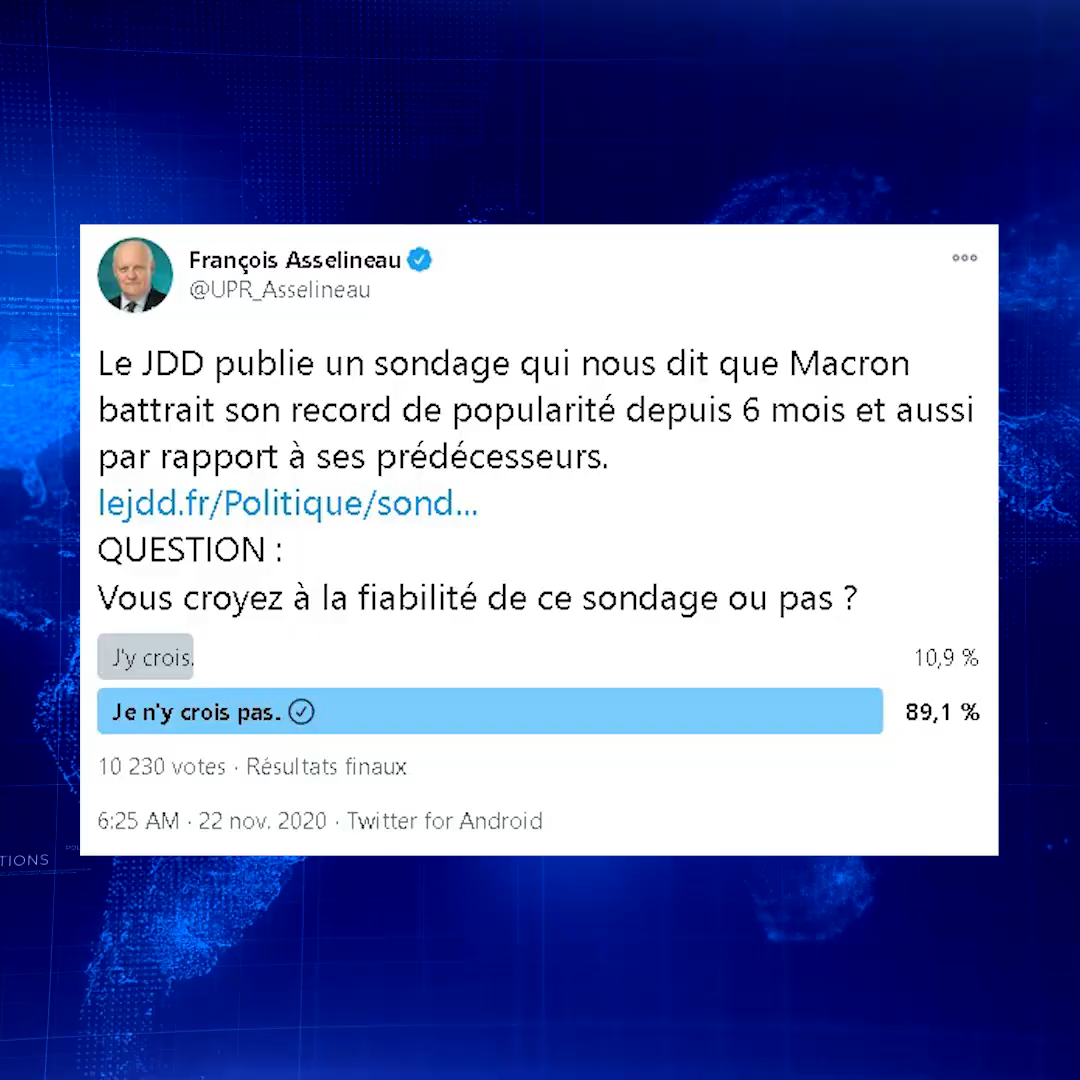 François Asselineau
@UPR_Asselineau
Le JDD publie un sondage qui nous dit que Macron
battrait son record de popularité depuis 6 mois et aussi
par rapport à ses prédécesseurs.
lejdd.fr/Politique/sond...
QUESTION :
Vous croyez à la fiabilité de ce sondage ou pas ?
J'y crois. 10,9 %
Je n'y crois pas. 89,1 %
10 230 votes · Résultats finaux
6:25 AM · 22 nov. 2020 · Twitter for Android
TIONS